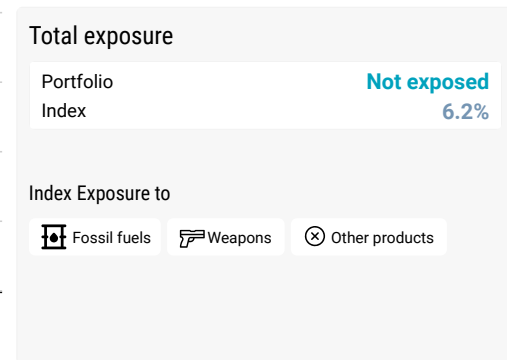 Total exposure
Portfolio Not exposed
Index 6.2%
Index Exposure to
Fossil fuels Weapons Other products